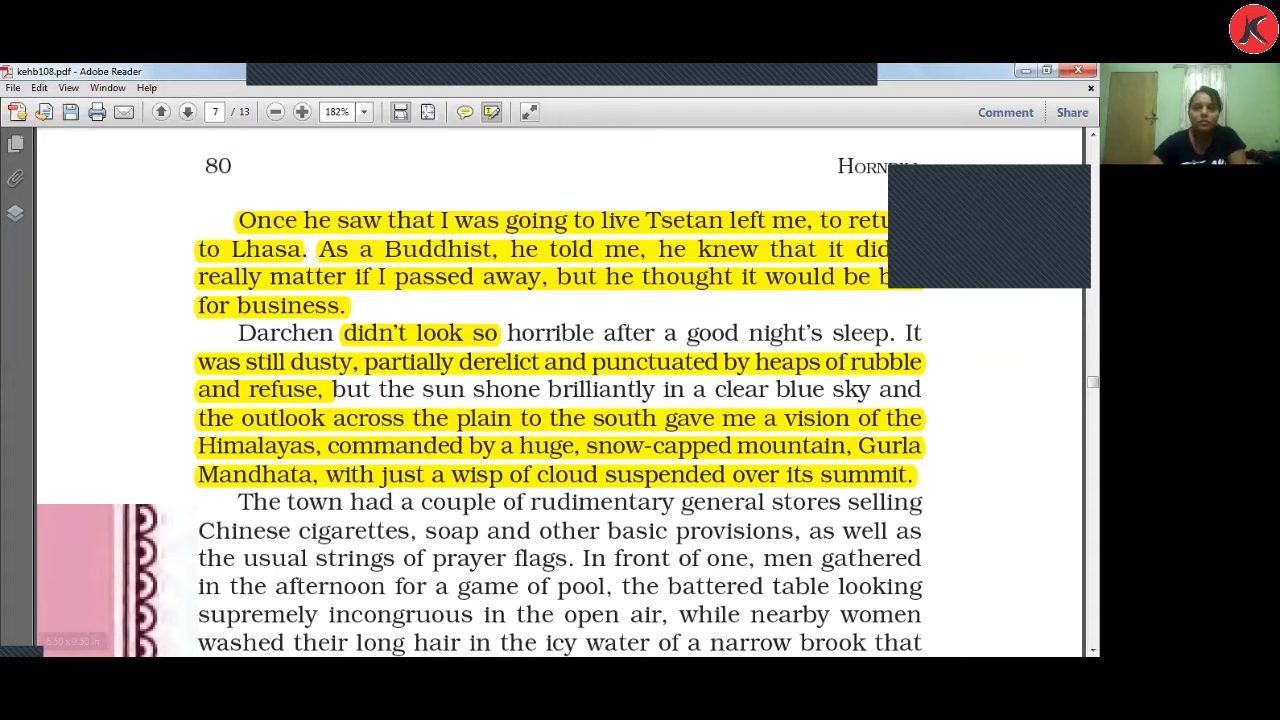 K
kehb108.pdf - Adobe Reader
File Edit View Window Help
7 / 13 182% Comment Share
80
Once he saw that I was going to live Tsetan left me, to
to Lhasa. As a Buddhist, he told me, he knew that it
really matter if I passed away, but he thought it would be
for business.
Darchen didn't look so horrible after a good night's sleep. It
was still dusty, partially derelict and punctuated by heaps of rubble
and refuse, but the sun shone brilliantly in a clear blue sky and
the outlook across the plain to the south gave me a vision of the
Himalayas, commanded by a huge, snow-capped mountain, Gurla
Mandhata, with just a wisp of cloud suspended over its summit.
The town had a couple of rudimentary general stores selling
Chinese cigarettes, soap and other basic provisions, as well as
the usual strings of prayer flags. In front of one, men gathered
in the afternoon for a game of pool, the battered table looking
supremely incongruous in the open air, while nearby women
washed their long hair in the icy water of a narrow brook that